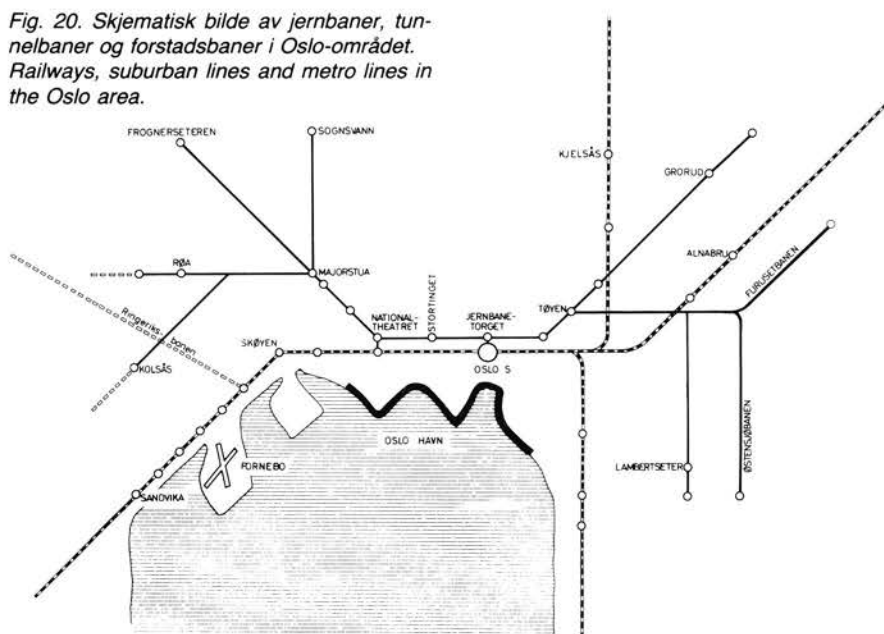 Fig. 20. Skjematisk bilde av jernbaner, tun-
nelbaner og forstadsbaner i Oslo-området.
Railways, suburban lines and metro lines in
the Oslo area.
FROGNERSETEREN
SOGNSVANN
KJELSÅS
GRORUD
RØA
MAJORSTUA
ALNABRU
FURUSETBANEN
Ringeriks-
banen
NATIONAL-
THEATRET
STORTINGET
JERNBANE-
TORGET
TØYEN
SKØYEN
KOLSÅS
OSLO S
OSLO HAVN
FORNEBO
LAMBERTSETER
ØSTENSJØBANEN
SANDVIKA